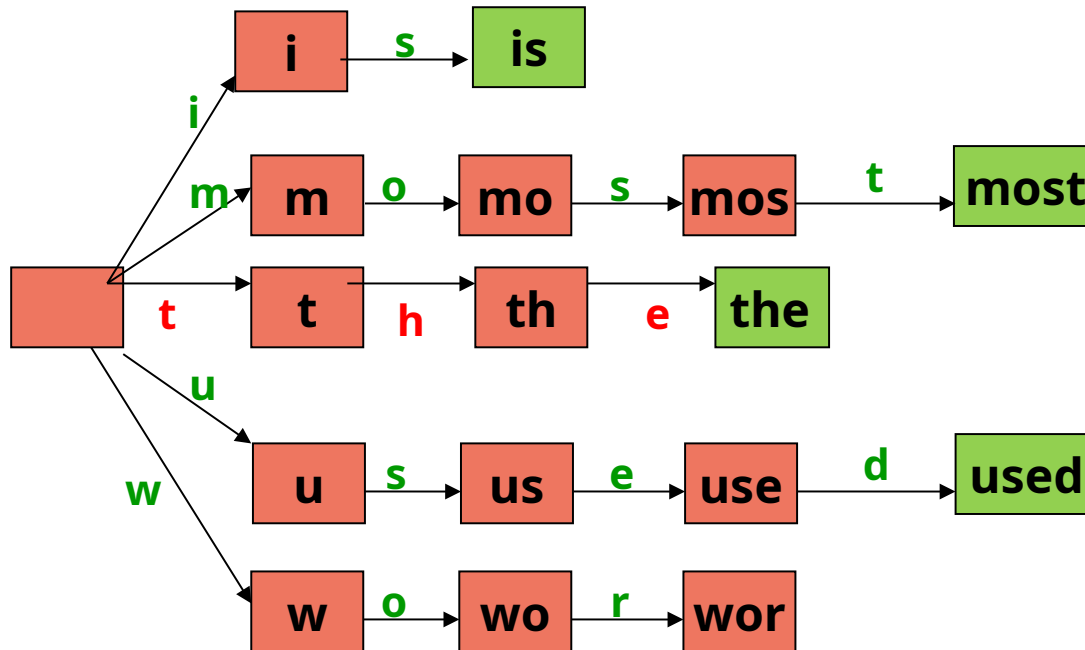 i s is
i
m m o mo s mos t most
t t h th e the
u
u s us e use d used
w
w o wo r wor